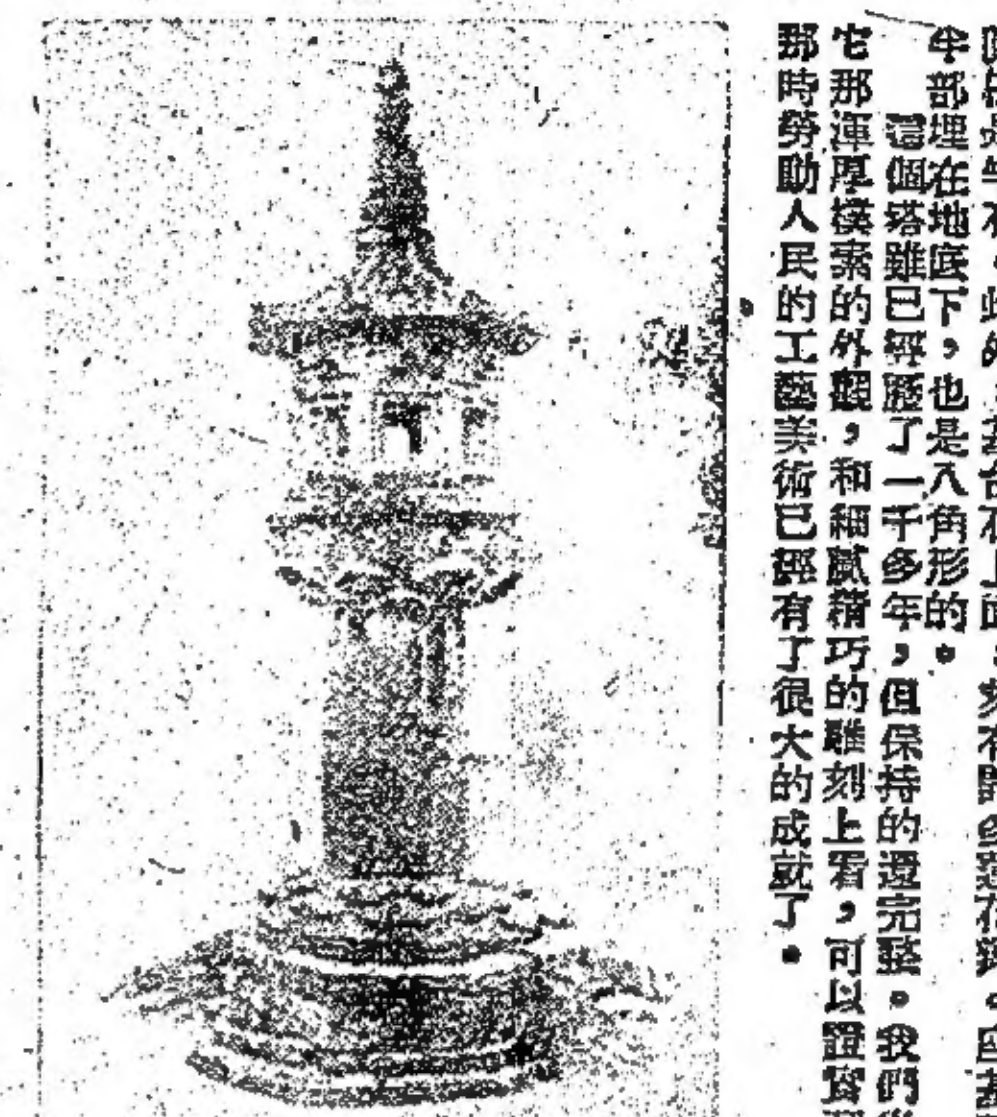 半部埋在地底下，也是八角形的。
這個塔雖已經歷了一千多年，但保持的還完整。我們
它那渾厚樸素的外觀，和細膩精巧的雕刻上看，可以證實
那時勞動人民的工藝美術已經有了很大的成就了。